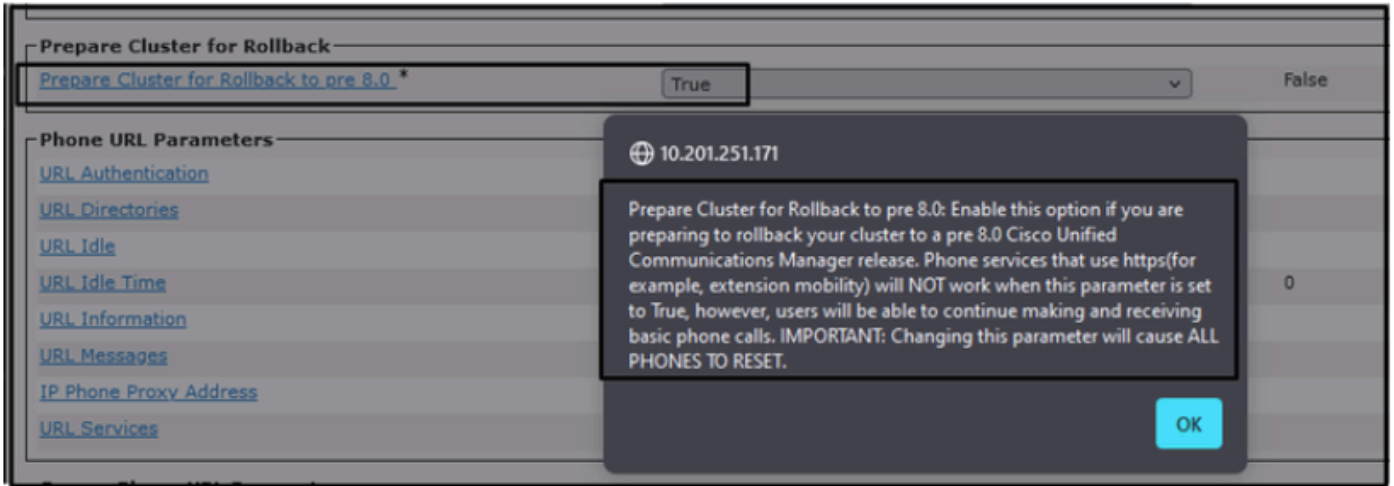 Prepare Cluster for Rollback
Prepare Cluster for Rollback to pre 8.0 *
True
False
Phone URL Parameters
URL Authentication
URL Directories
URL Idle
URL Idle Time
0
URL Information
URL Messages
IP Phone Proxy Address
URL Services
10.201.251.171
Prepare Cluster for Rollback to pre 8.0: Enable this option if you are
preparing to rollback your cluster to a pre 8.0 Cisco Unified
Communications Manager release. Phone services that use https(for
example, extension mobility) will NOT work when this parameter is set
to True, however, users will be able to continue making and receiving
basic phone calls. IMPORTANT: Changing this parameter will cause ALL
PHONES TO RESET.
OK